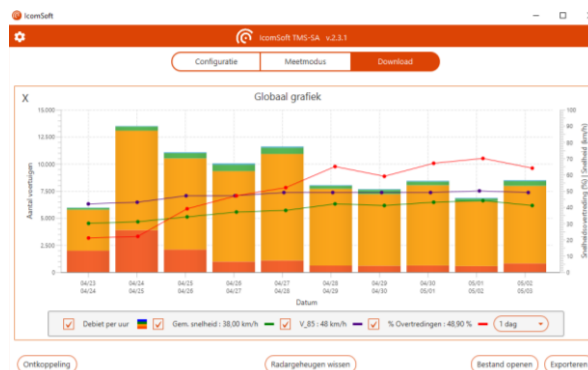 IcomSoft
IcomSoft TMS-SA v.2.3.1
Configuratie Meetmodus Download
X Globaal grafiek
15.000 100
90
12.500 80
10.000 70
60
7.500 50
5.000 40
30
2.500 20
10
0 0
Aantal voertuigen
Snelheidsovertreding (%) | Snelheid (km/h)
04/23 04/24 04/25 04/26 04/27 04/28 04/29 04/30 05/01 05/02
04/24 04/25 04/26 04/27 04/28 04/29 04/30 05/01 05/02 05/03
Datum
Debiet per uur Gem. snelheid : 38,00 km/h V_85 : 48 km/h % Overtredingen : 48,90 % 1 dag
Ontkoppeling Radargeheugen wissen Bestand openen Exporteren